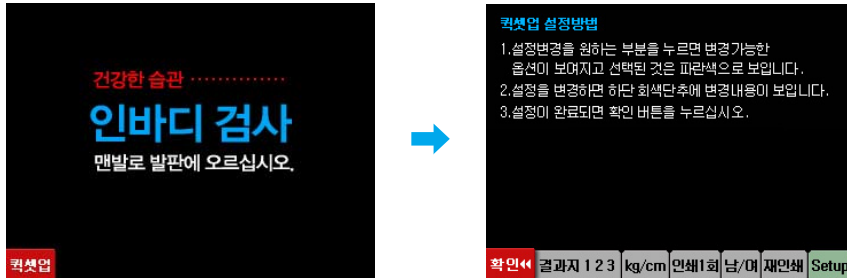 건강한 습관 ··············
인바디 검사
맨발로 발판에 오르십시오.
퀵셋업
퀵셋업 설정방법
1.설정변경을 원하는 부분을 누르면 변경가능한
옵션이 보여지고 선택된 것은 파란색으로 보입니다.
2.설정을 변경하면 하단 회색단추에 변경내용이 보입니다.
3.설정이 완료되면 확인 버튼을 누르십시오.
확인 결과지 1 2 3 kg/cm 인쇄1회 남/여 재인쇄 Setup